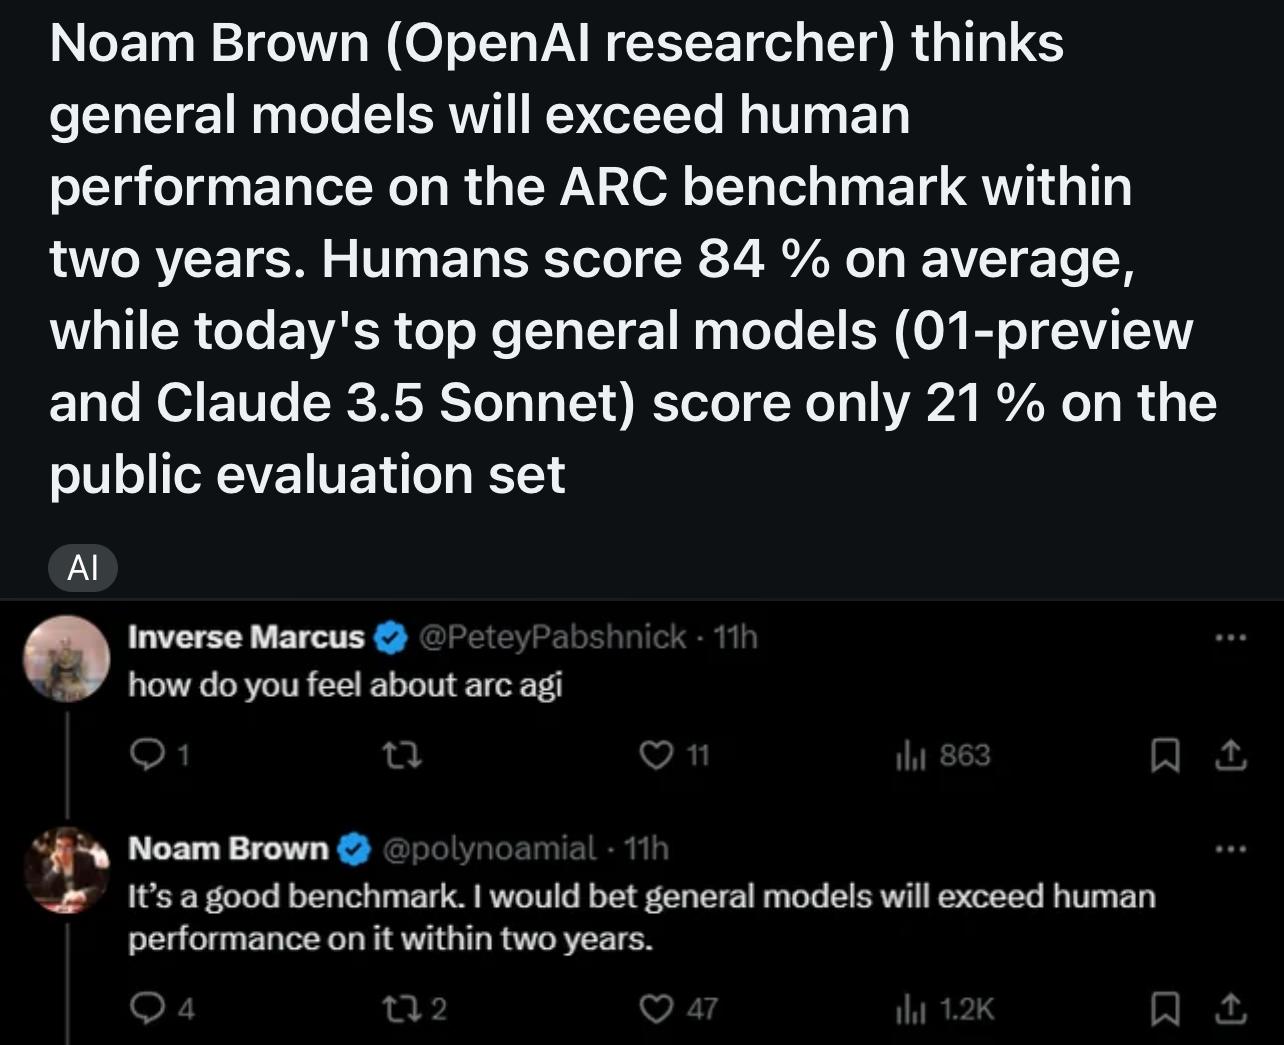 Noam Brown (OpenAI researcher) thinks
general models will exceed human
performance on the ARC benchmark within
two years. Humans score 84 % on average,
while today's top general models (01-preview
and Claude 3.5 Sonnet) score only 21 % on the
public evaluation set
AI
Inverse Marcus @PeteyPabshnick · 11h
how do you feel about arc agi
1 11 863
Noam Brown @polynoamial · 11h
It’s a good benchmark. I would bet general models will exceed human
performance on it within two years.
4 2 47 1.2K